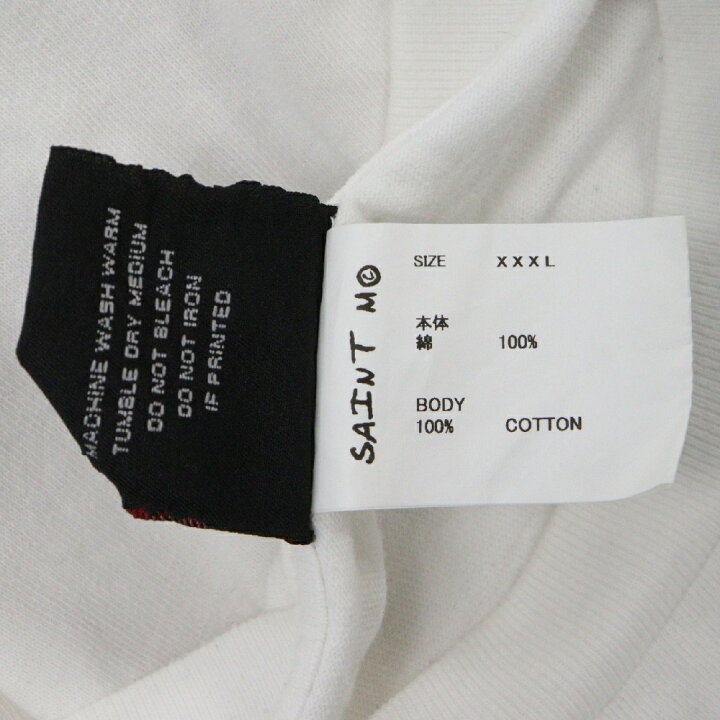 MACHINE WASH WARM
TUMBLE DRY MEDIUM
DO NOT BLEACH
DO NOT IRON
IF PRINTED
SAINT M©
SIZE XXXL
本体
綿 100%
BODY
100% COTTON